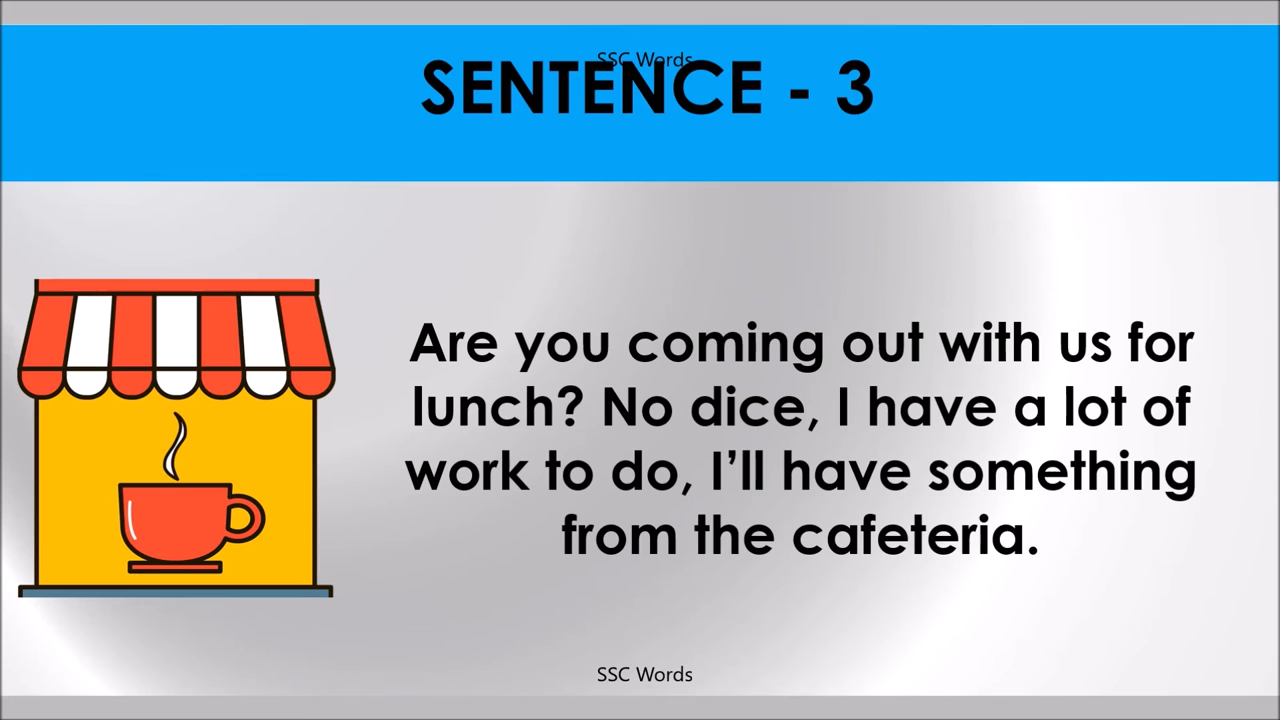 SSC Words
SENTENCE - 3
Are you coming out with us for
lunch? No dice, I have a lot of
work to do, I’ll have something
from the cafeteria.
SSC Words